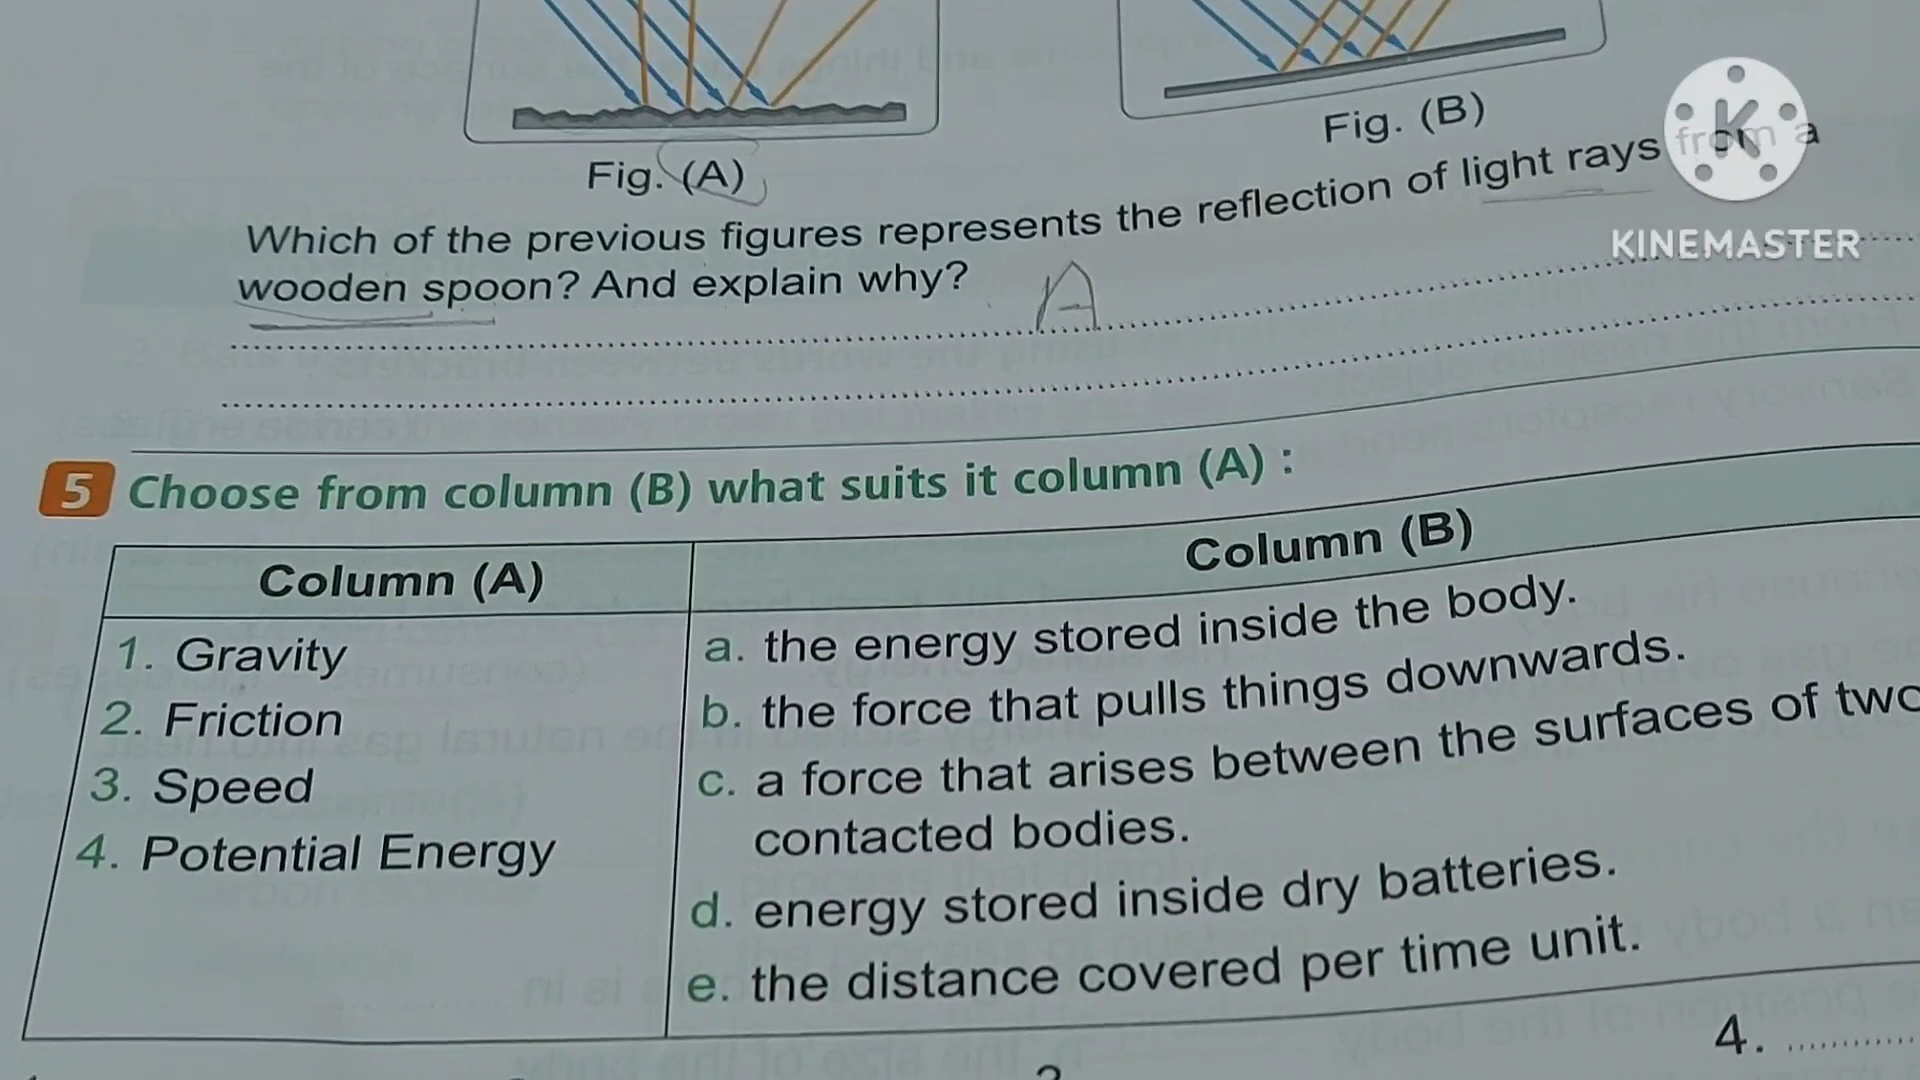 Fig. (A)
Fig. (B)
Which of the previous figures represents the reflection of light rays from a
wooden spoon? And explain why?
A
KINEMASTER
5 Choose from column (B) what suits it column (A) :
Column (A)
Column (B)
1. Gravity
2. Friction
3. Speed
4. Potential Energy
a. the energy stored inside the body.
b. the force that pulls things downwards.
c. a force that arises between the surfaces of two
contacted bodies.
d. energy stored inside dry batteries.
e. the distance covered per time unit.
4.